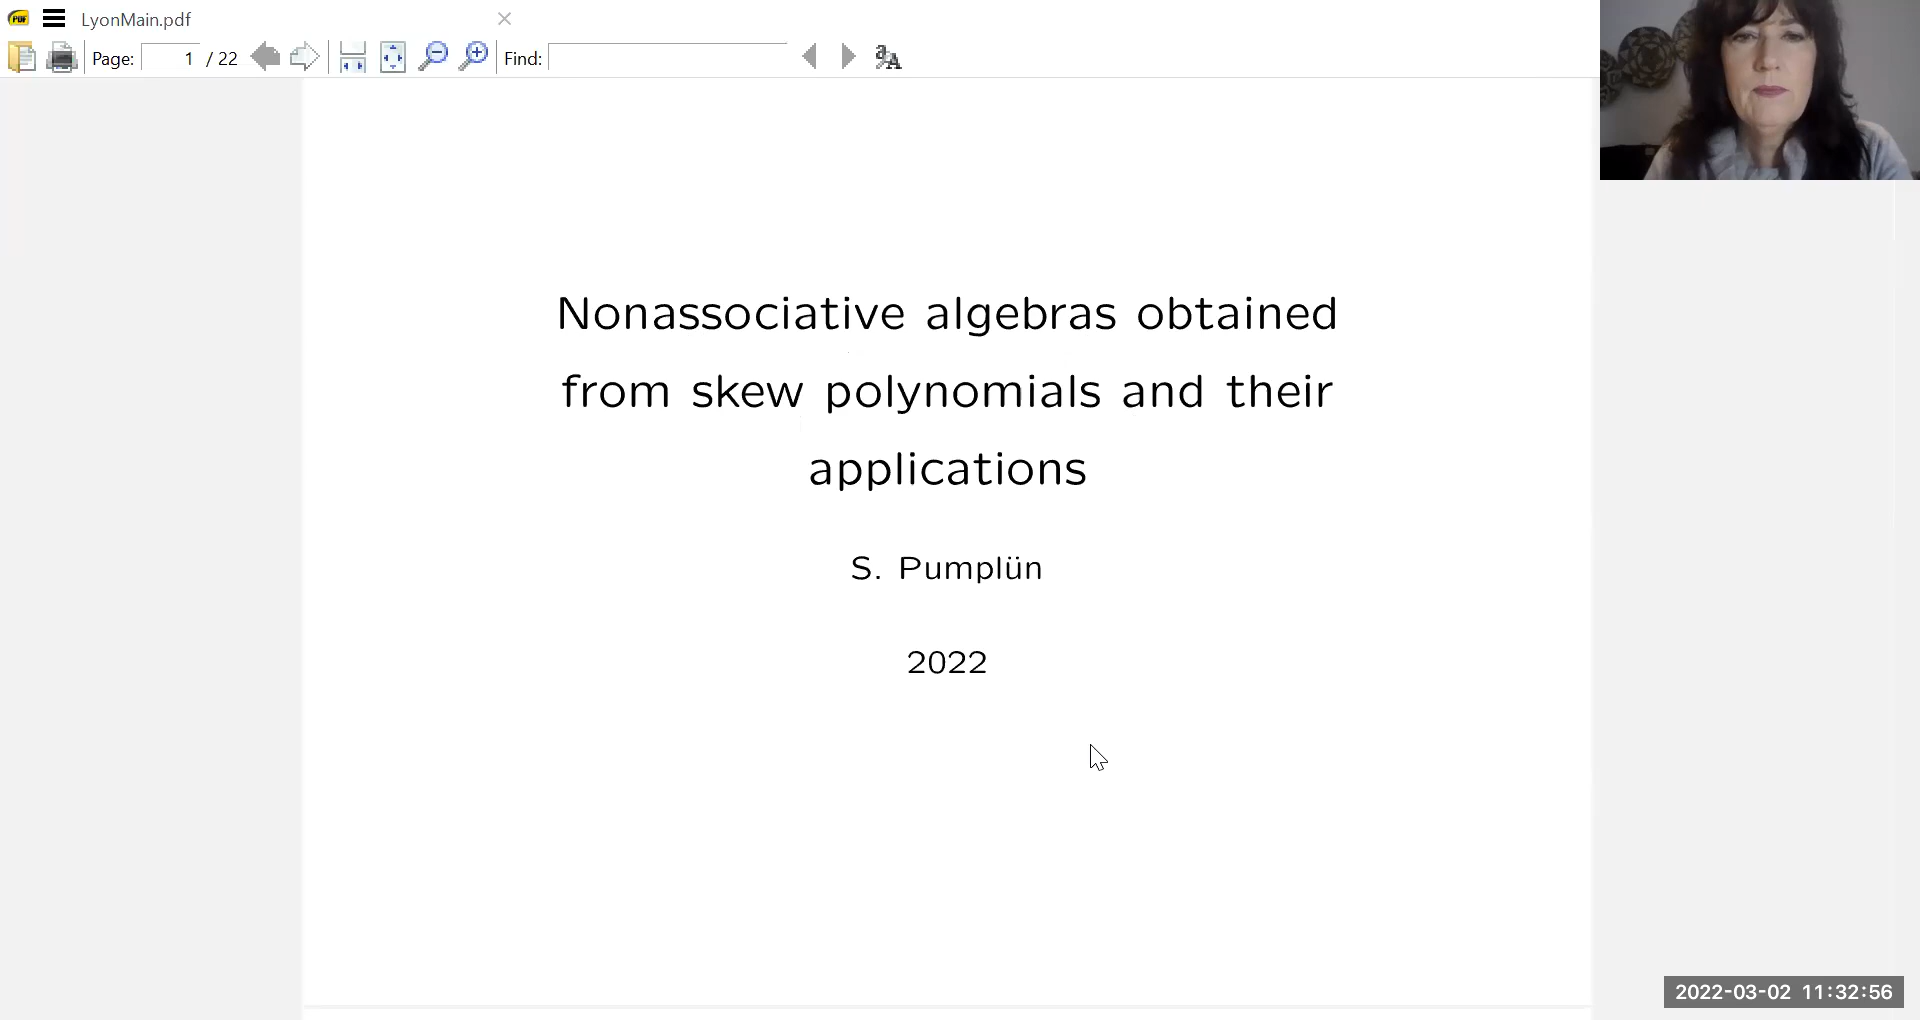 LyonMain.pdf
Page: 1 / 22 Find:
Nonassociative algebras obtained
from skew polynomials and their
applications
S. Pumplün
2022
2022-03-02 11:32:56